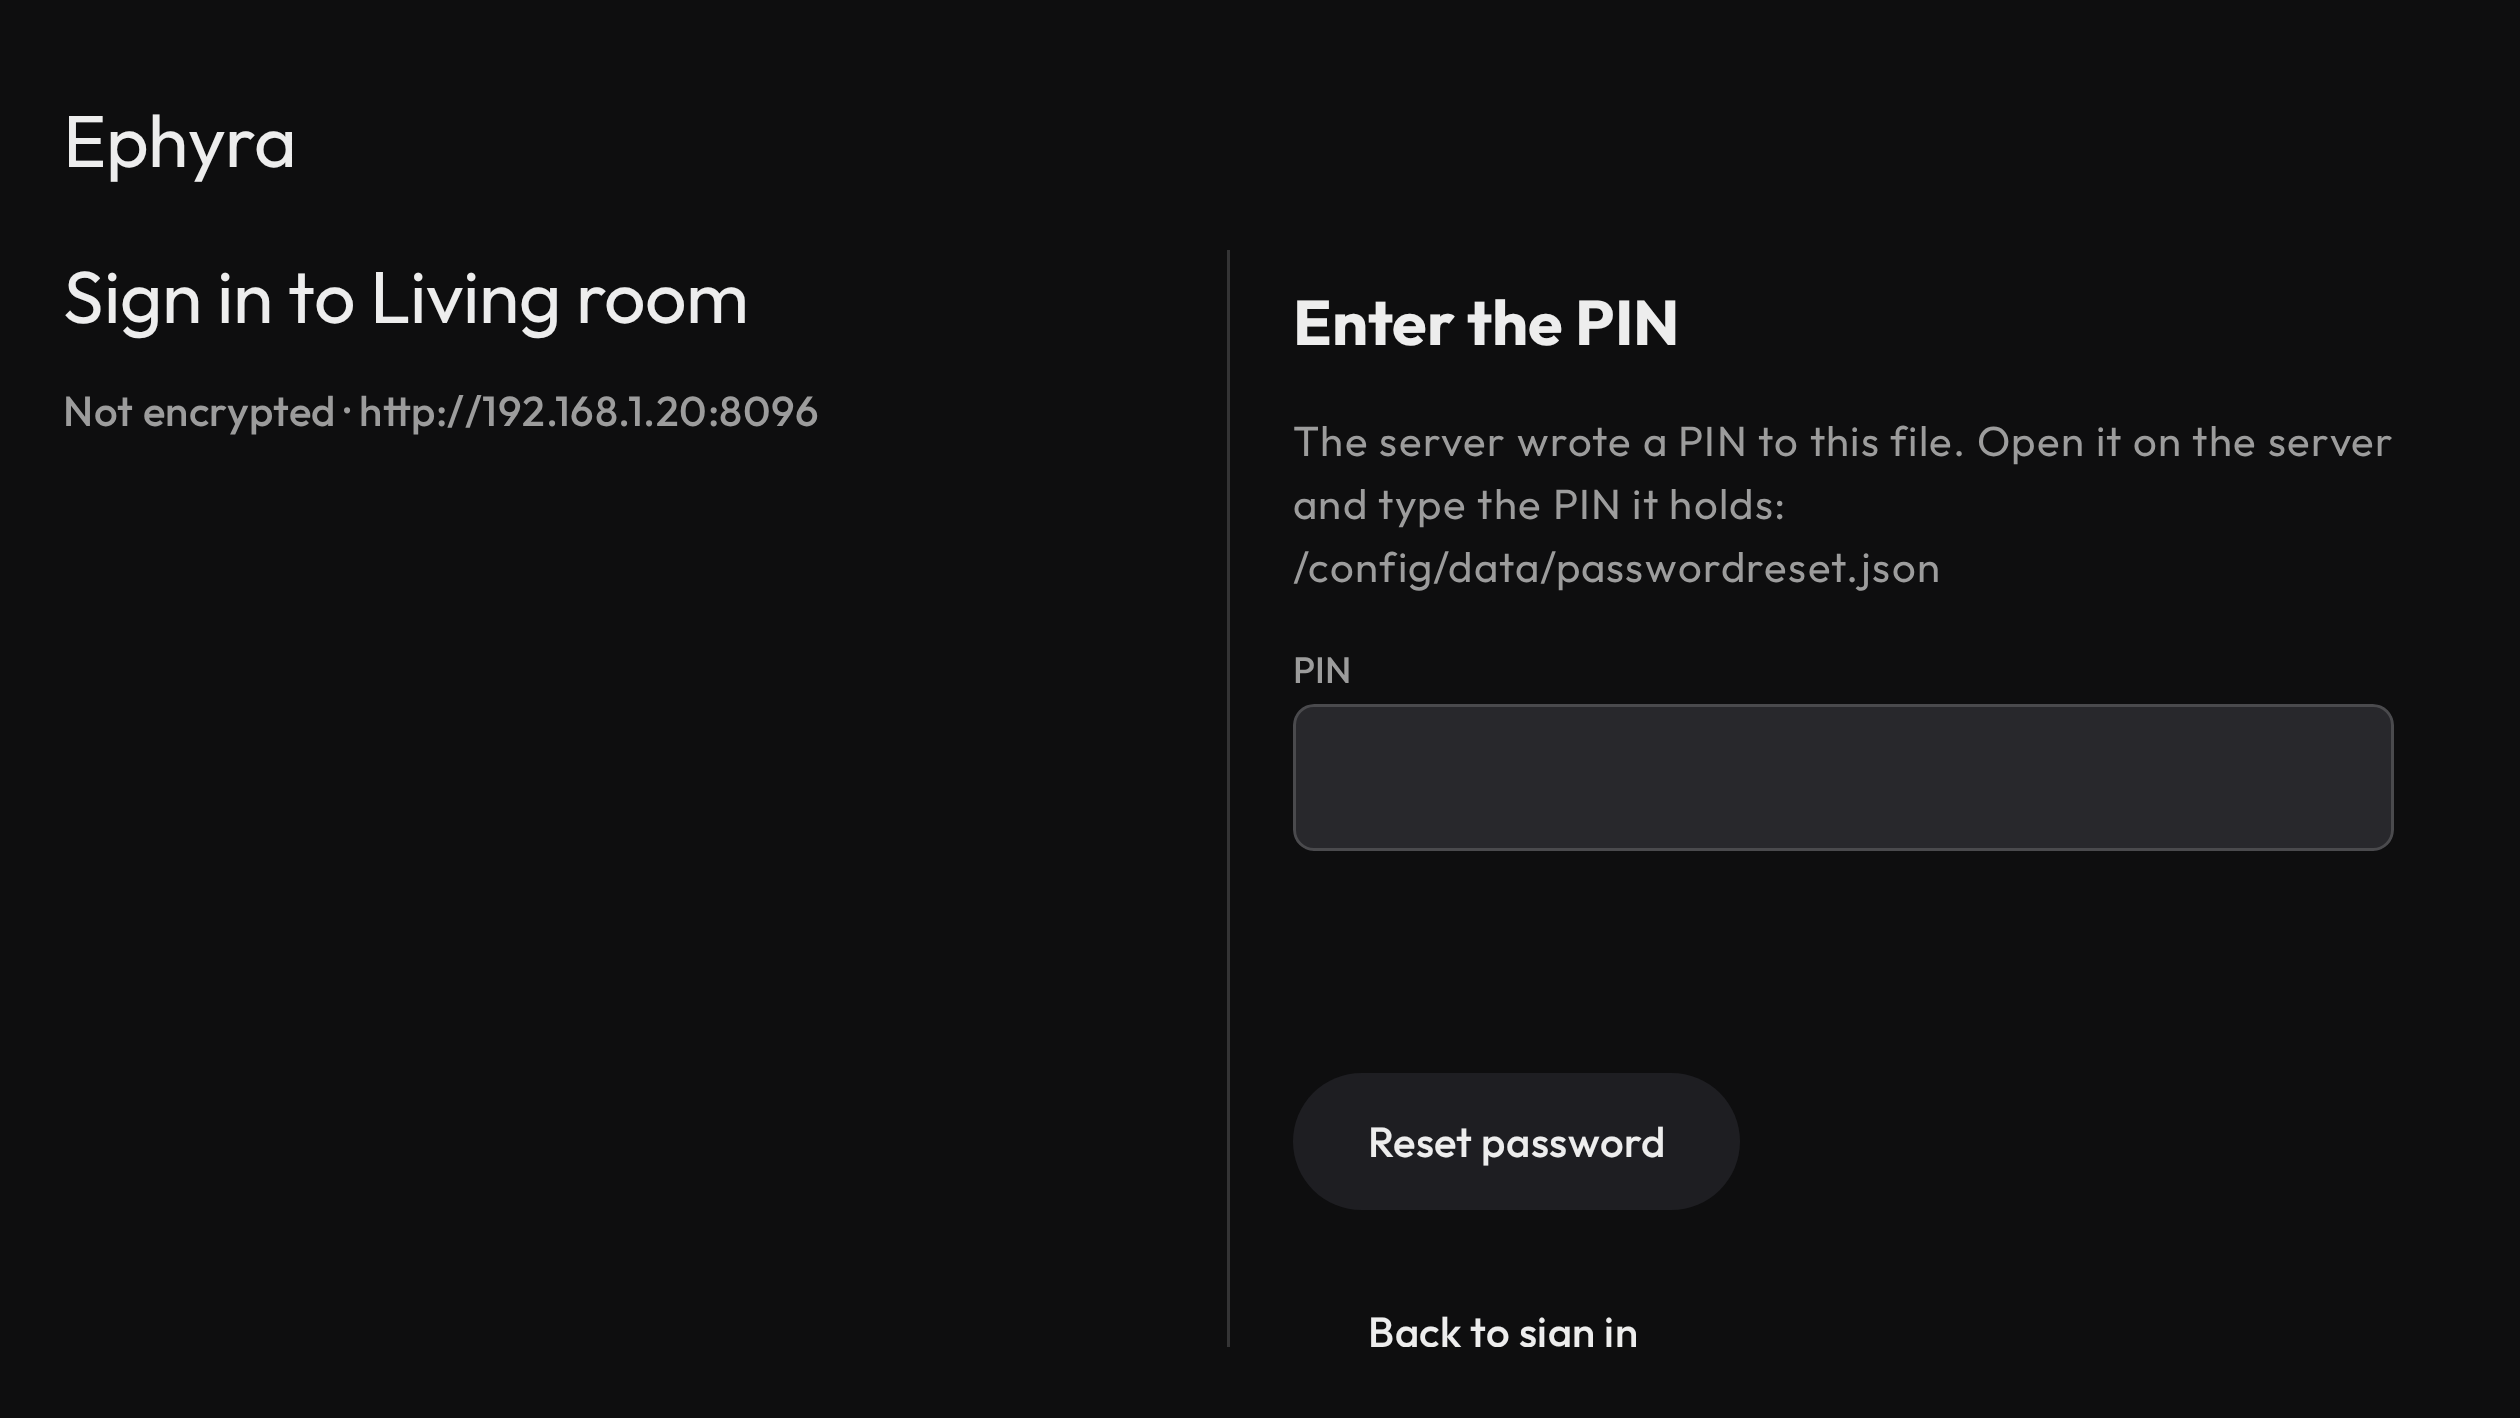 Ephyra
Sign in to Living room
Not encrypted · http://192.168.1.20:8096
Enter the PIN
The server wrote a PIN to this file. Open it on the server
and type the PIN it holds:
/config/data/passwordreset.json
PIN
Reset password
Back to sign in